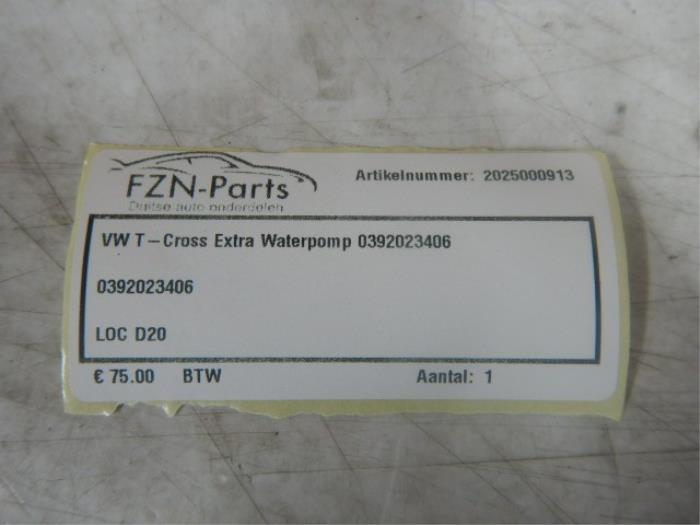 FZN-Parts
Duitse auto onderdelen
Artikelnummer: 2025000913
VW T-Cross Extra Waterpomp 0392023406
0392023406
LOC D20
€ 75.00 BTW Aantal: 1